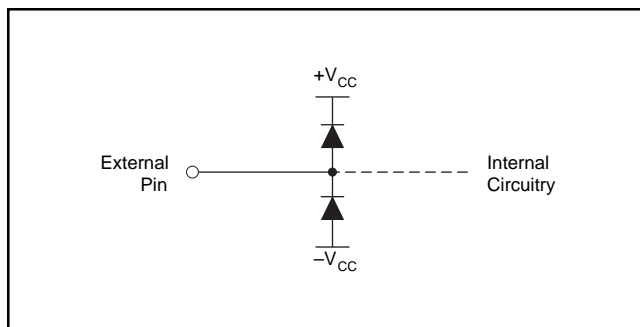 +VCC
External
Pin
Internal
Circuitry
–VCC